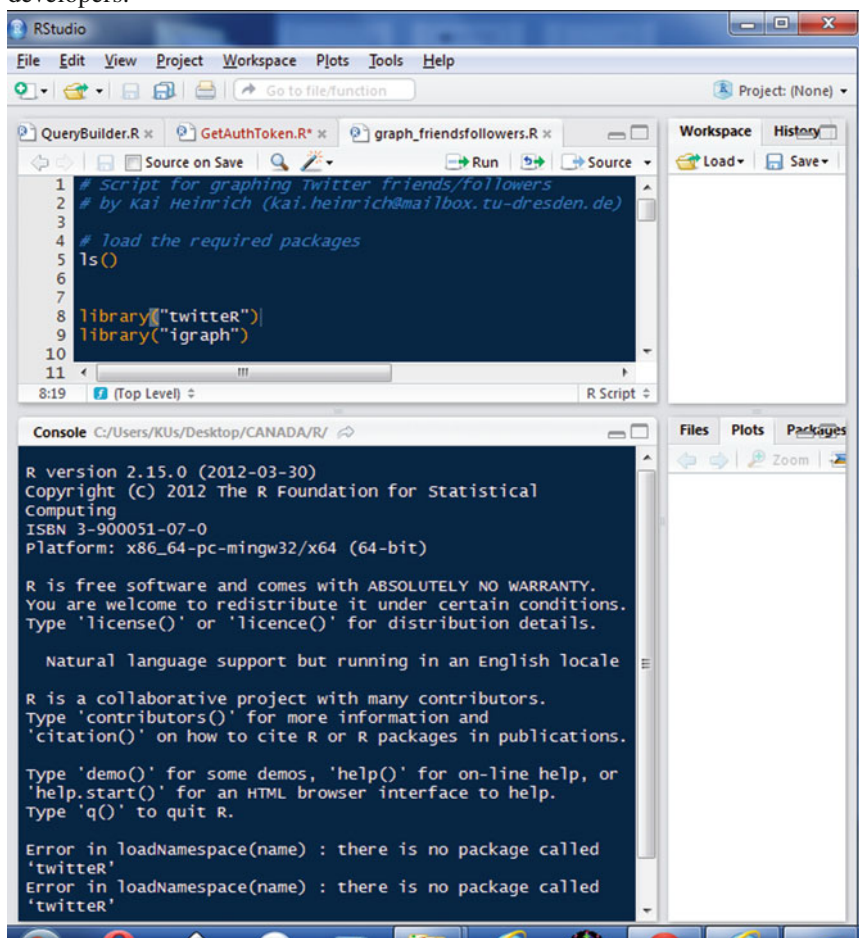 developers.
RStudio
File Edit View Project Workspace Plots Tools Help
Go to file/function
Project: (None)
QueryBuilder.R GetAuthToken.R* graph_friendsfollowers.R
Source on Save Run Source
1 # Script for graphing Twitter friends/followers
2 # by Kai Heinrich (kai.heinrich@mailbox.tu-dresden.de)
3
4 # load the required packages
5 ls()
6
7
8 library("twitteR")
9 library("igraph")
10
11
8:19 (Top Level) R Script
Workspace History
Load Save
Console C:/Users/KUs/Desktop/CANADA/R/
R version 2.15.0 (2012-03-30)
Copyright (C) 2012 The R Foundation for Statistical
Computing
ISBN 3-900051-07-0
Platform: x86_64-pc-mingw32/x64 (64-bit)
R is free software and comes with ABSOLUTELY NO WARRANTY.
You are welcome to redistribute it under certain conditions.
Type 'license()' or 'licence()' for distribution details.
Natural language support but running in an English locale
R is a collaborative project with many contributors.
Type 'contributors()' for more information and
'citation()' on how to cite R or R packages in publications.
Type 'demo()' for some demos, 'help()' for on-line help, or
'help.start()' for an HTML browser interface to help.
Type 'q()' to quit R.
Error in loadNamespace(name) : there is no package called
‘twitteR’
Error in loadNamespace(name) : there is no package called
‘twitteR’
Files Plots Packages
Zoom